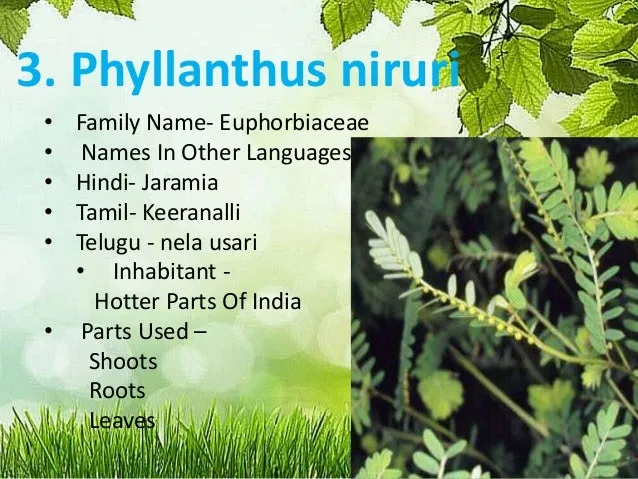 3. Phyllanthus niruri
• Family Name- Euphorbiaceae
• Names In Other Languages
• Hindi- Jaramia
• Tamil- Keeranalli
• Telugu - nela usari
• Inhabitant -
Hotter Parts Of India
• Parts Used –
Shoots
Roots
Leaves